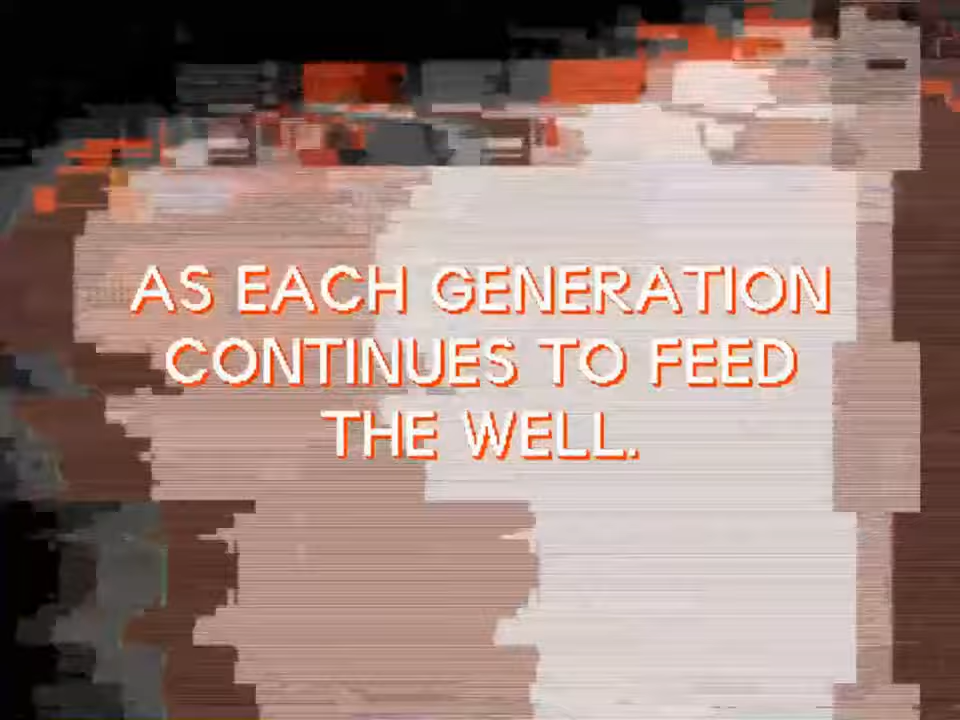 AS EACH GENERATION
CONTINUES TO FEED
THE WELL.